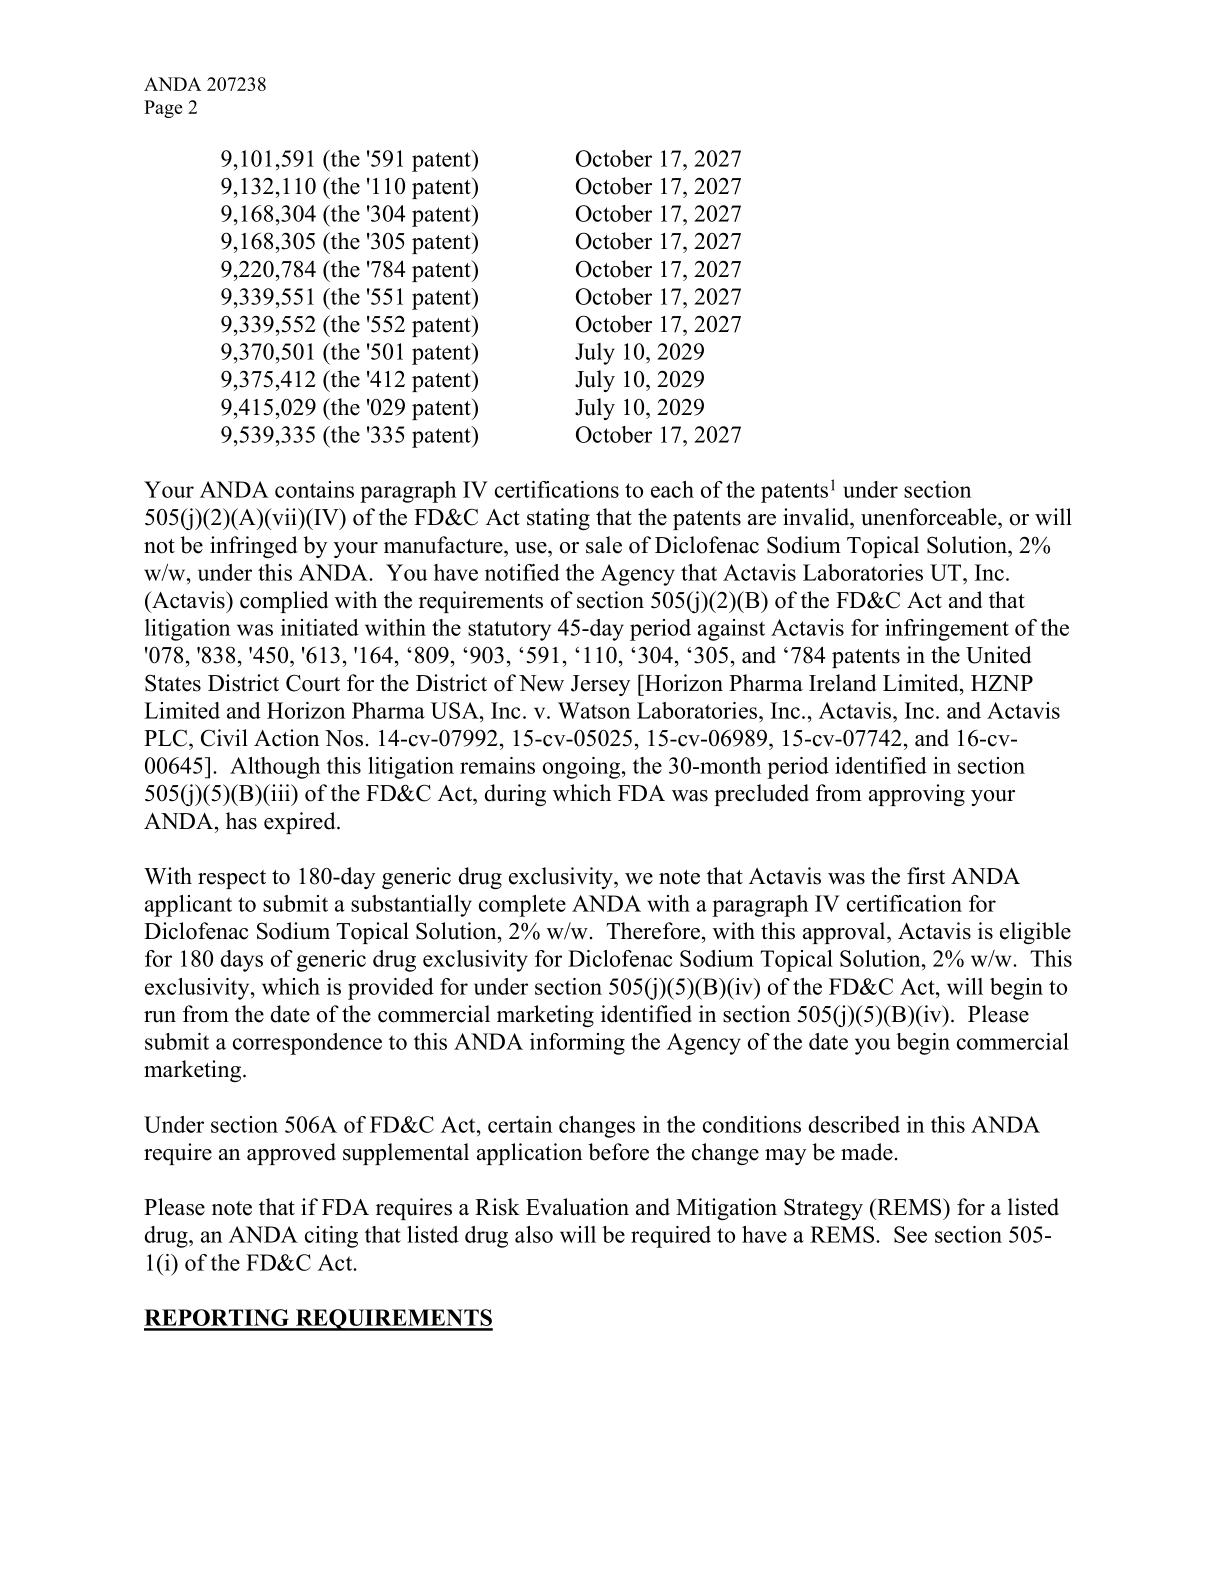 ANDA 207238
Page 2
9,101,591 (the '591 patent) October 17, 2027
9,132,110 (the '110 patent) October 17, 2027
9,168,304 (the '304 patent) October 17, 2027
9,168,305 (the '305 patent) October 17, 2027
9,220,784 (the '784 patent) October 17, 2027
9,339,551 (the '551 patent) October 17, 2027
9,339,552 (the '552 patent) October 17, 2027
9,370,501 (the '501 patent) July 10, 2029
9,375,412 (the '412 patent) July 10, 2029
9,415,029 (the '029 patent) July 10, 2029
9,539,335 (the '335 patent) October 17, 2027
Your ANDA contains paragraph IV certifications to each of the patents¹ under section
505(j)(2)(A)(vii)(IV) of the FD&C Act stating that the patents are invalid, unenforceable, or will
not be infringed by your manufacture, use, or sale of Diclofenac Sodium Topical Solution, 2%
w/w, under this ANDA.  You have notified the Agency that Actavis Laboratories UT, Inc.
(Actavis) complied with the requirements of section 505(j)(2)(B) of the FD&C Act and that
litigation was initiated within the statutory 45-day period against Actavis for infringement of the
'078, '838, '450, '613, '164, ‘809, ‘903, ‘591, ‘110, ‘304, ‘305, and ‘784 patents in the United
States District Court for the District of New Jersey [Horizon Pharma Ireland Limited, HZNP
Limited and Horizon Pharma USA, Inc. v. Watson Laboratories, Inc., Actavis, Inc. and Actavis
PLC, Civil Action Nos. 14-cv-07992, 15-cv-05025, 15-cv-06989, 15-cv-07742, and 16-cv-
00645].  Although this litigation remains ongoing, the 30-month period identified in section
505(j)(5)(B)(iii) of the FD&C Act, during which FDA was precluded from approving your
ANDA, has expired.
With respect to 180-day generic drug exclusivity, we note that Actavis was the first ANDA
applicant to submit a substantially complete ANDA with a paragraph IV certification for
Diclofenac Sodium Topical Solution, 2% w/w.  Therefore, with this approval, Actavis is eligible
for 180 days of generic drug exclusivity for Diclofenac Sodium Topical Solution, 2% w/w.  This
exclusivity, which is provided for under section 505(j)(5)(B)(iv) of the FD&C Act, will begin to
run from the date of the commercial marketing identified in section 505(j)(5)(B)(iv).  Please
submit a correspondence to this ANDA informing the Agency of the date you begin commercial
marketing.
Under section 506A of FD&C Act, certain changes in the conditions described in this ANDA
require an approved supplemental application before the change may be made.
Please note that if FDA requires a Risk Evaluation and Mitigation Strategy (REMS) for a listed
drug, an ANDA citing that listed drug also will be required to have a REMS.  See section 505-
1(i) of the FD&C Act.
REPORTING REQUIREMENTS